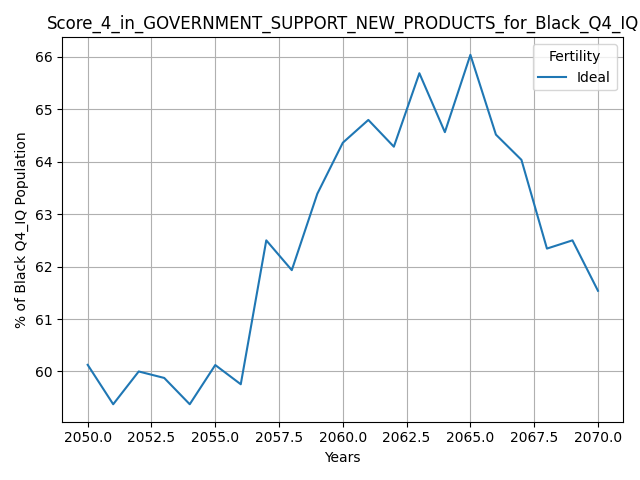 Score_4_in_GOVERNMENT_SUPPORT_NEW_PRODUCTS_for_Black_Q4_IQ
Fertility
Ideal
66
65
64
63
62
61
60
% of Black Q4_IQ Population
2050.0 2052.5 2055.0 2057.5 2060.0 2062.5 2065.0 2067.5 2070.0
Years